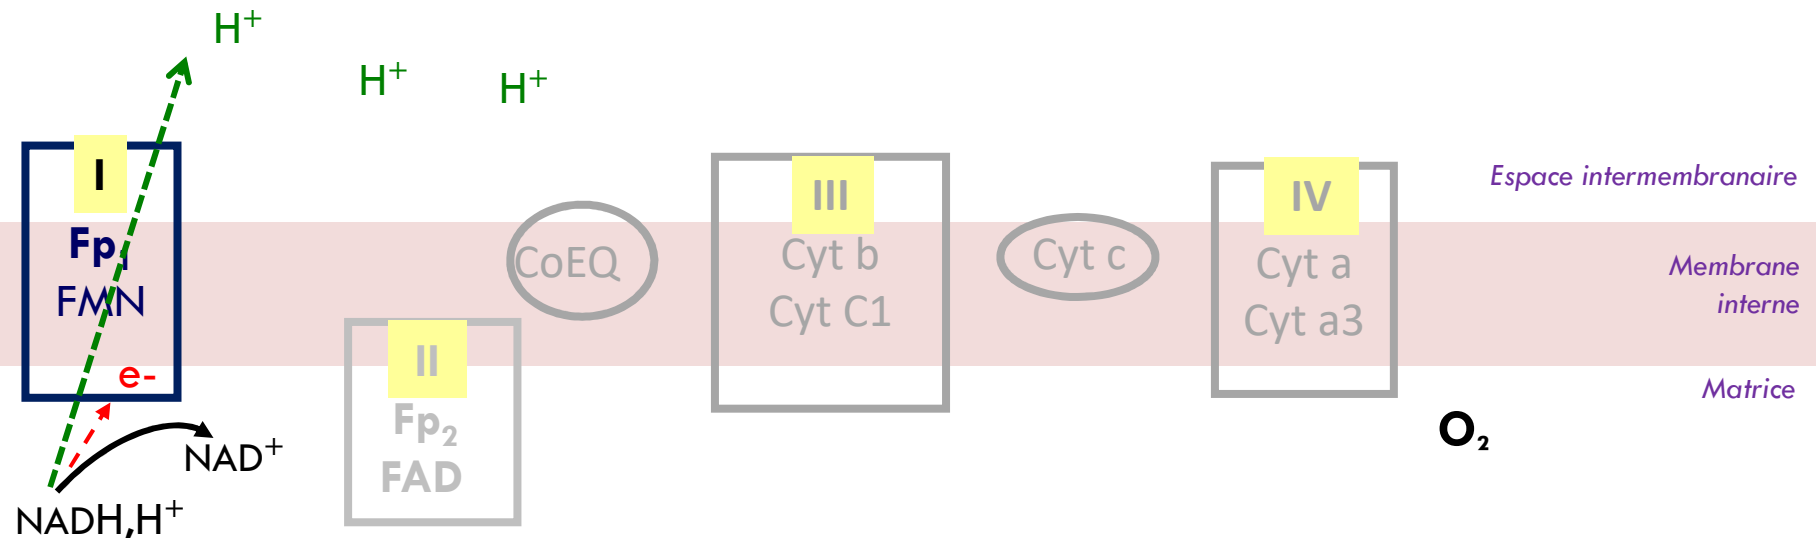 H⁺
H⁺
H⁺
I
Fp₁
FMN
e-
NAD⁺
NADH,H⁺
II
Fp₂
FAD
CoEQ
III
Cyt b
Cyt C1
Cyt c
IV
Cyt a
Cyt a3
O₂
Espace intermembranaire
Membrane
interne
Matrice